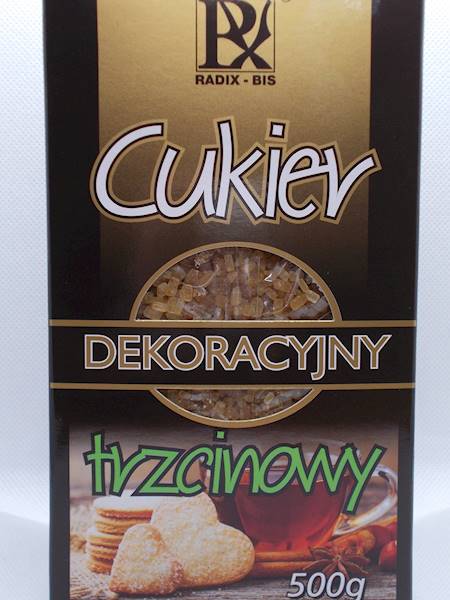 RX
®
RADIX - BIS
Cukier
DEKORACYJNY
trzcinowy
500g